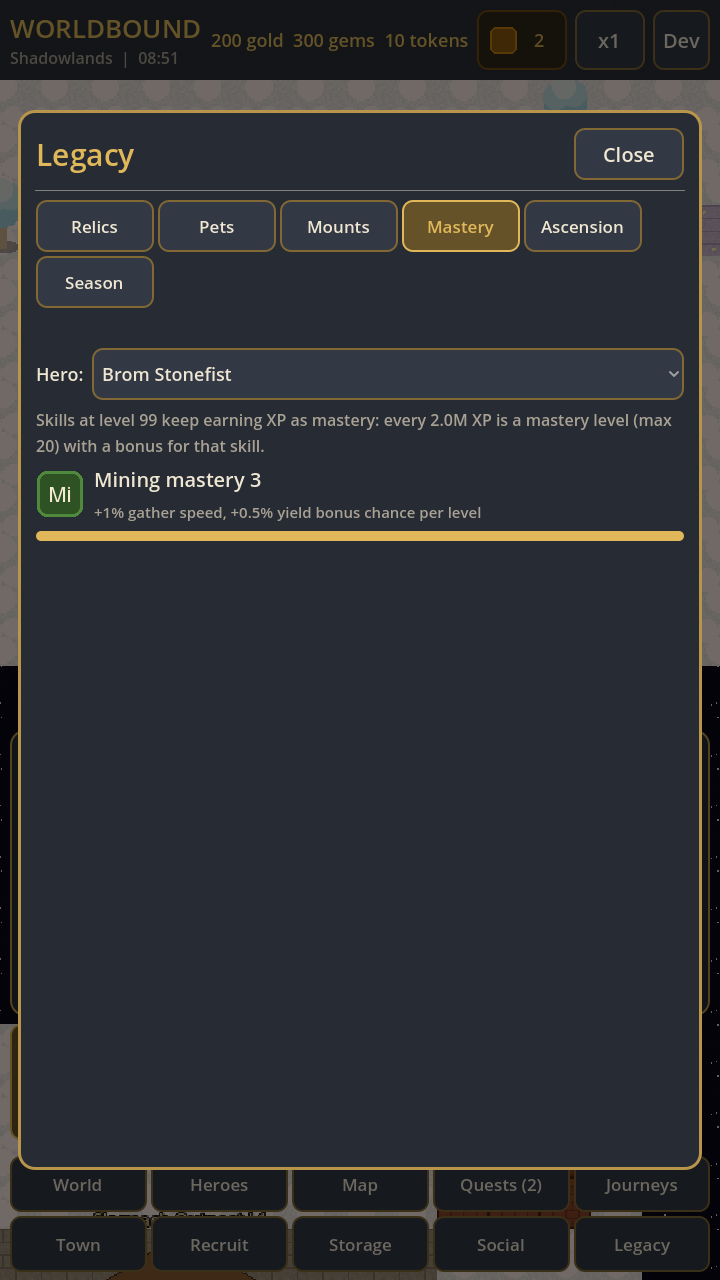 WORLDBOUND
Shadowlands | 08:51
200 gold 300 gems 10 tokens
2
x1
Dev
Legacy
Close
Relics
Pets
Mounts
Mastery
Ascension
Season
Hero:
Brom Stonefist
Skills at level 99 keep earning XP as mastery: every 2.0M XP is a mastery level (max
20) with a bonus for that skill.
Mi
Mining mastery 3
+1% gather speed, +0.5% yield bonus chance per level
World
Heroes
Map
Quests (2)
Journeys
Town
Recruit
Storage
Social
Legacy